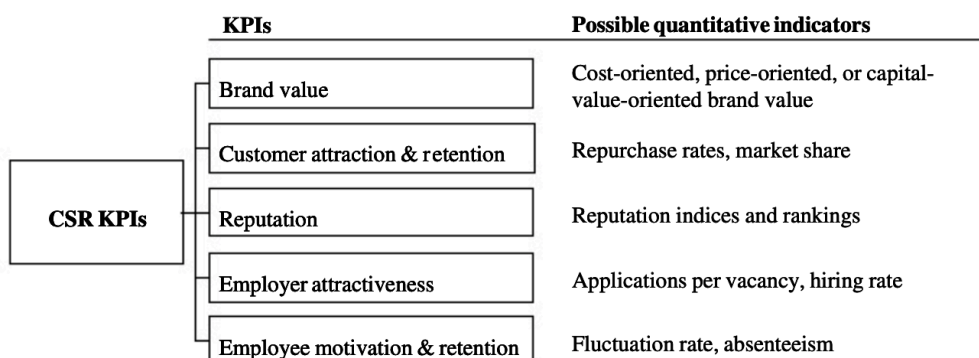 KPIs Possible quantitative indicators
Brand value
Cost-oriented, price-oriented, or capital-
value-oriented brand value
Customer attraction & retention Repurchase rates, market share
CSR KPIs
Reputation Reputation indices and rankings
Employer attractiveness Applications per vacancy, hiring rate
Employee motivation & retention Fluctuation rate, absenteeism